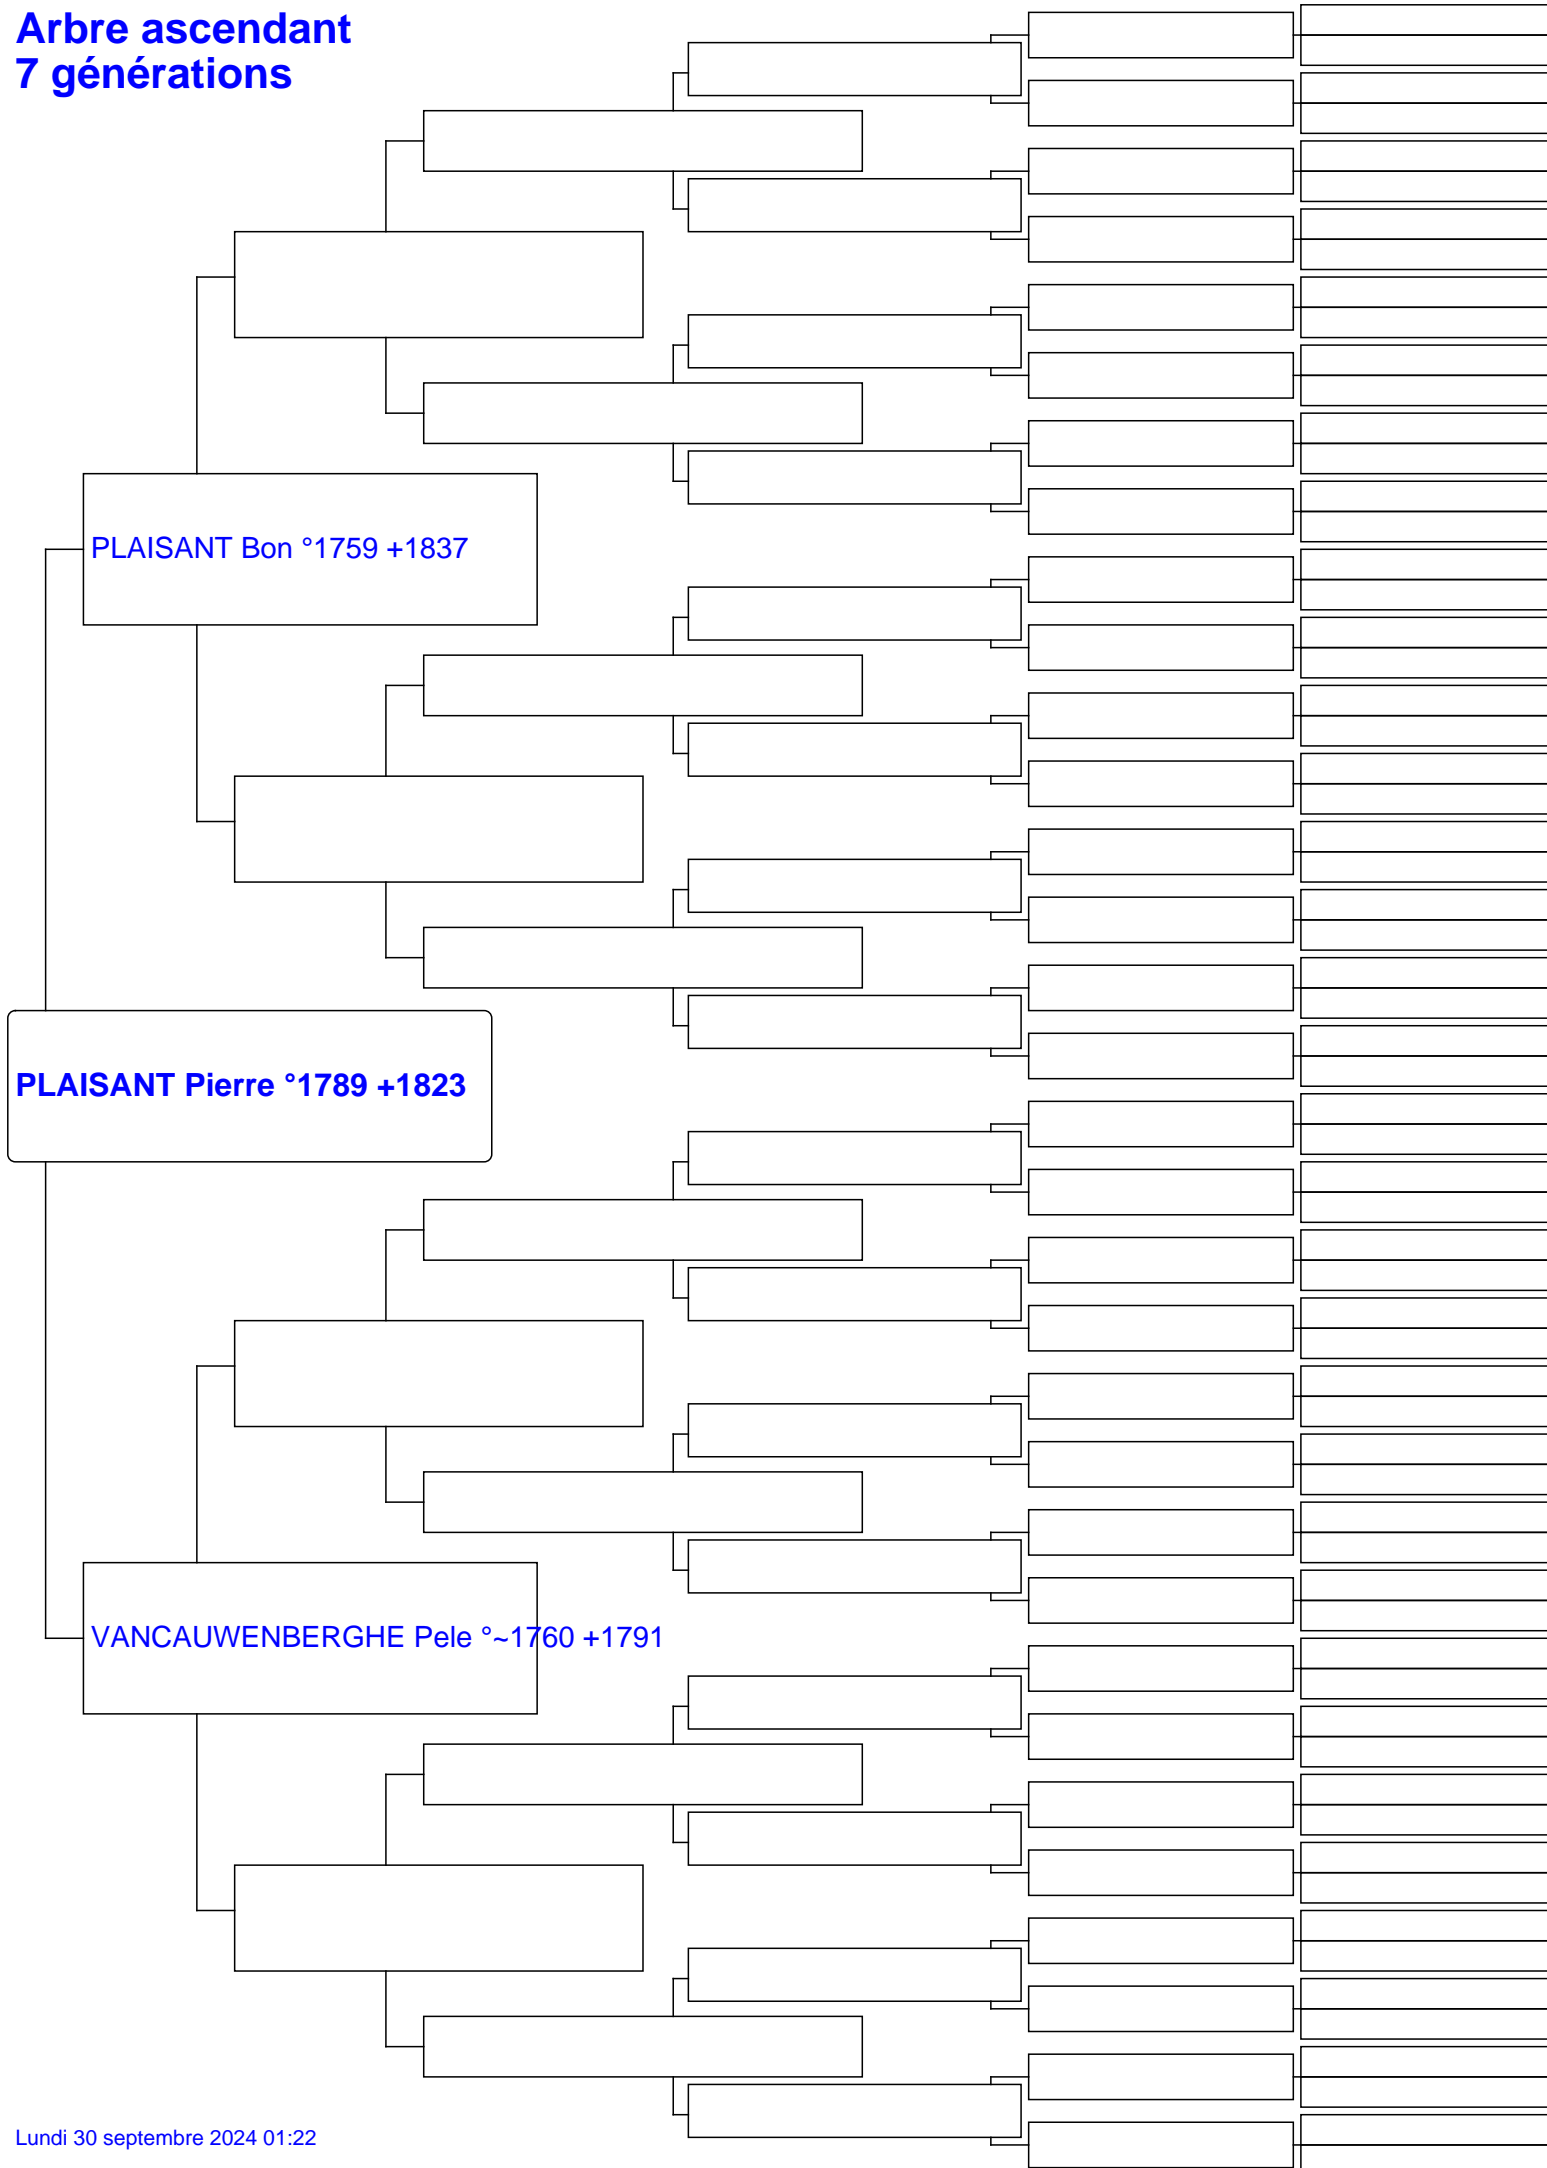 Arbre ascendant
7 générations
PLAISANT Bon °1759 +1837
PLAISANT Pierre °1789 +1823
VANCAUWENBERGHE Pele °~1760 +1791
Lundi 30 septembre 2024 01:22